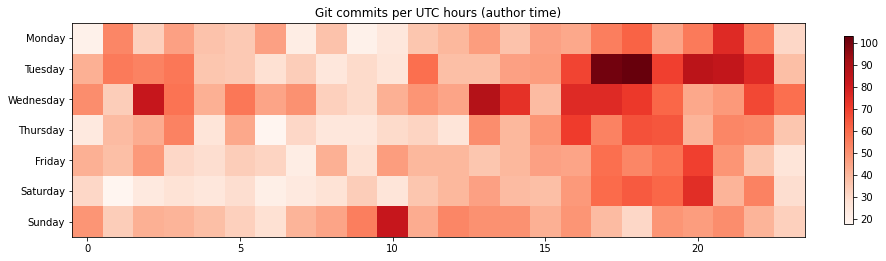 Git commits per UTC hours (author time)
Monday
Tuesday
Wednesday
Thursday
Friday
Saturday
Sunday
0 5 10 15 20
100
90
80
70
60
50
40
30
20